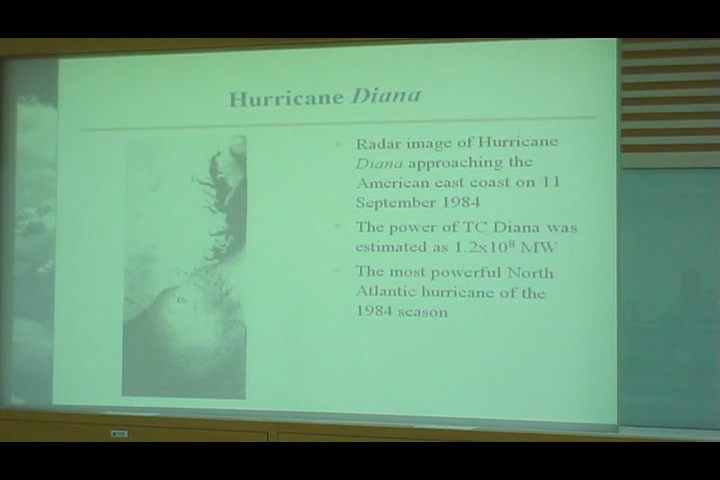 Hurricane Diana
Radar image of Hurricane
Diana approaching the
American east coast on 11
September 1984
The power of TC Diana was
estimated as 1.2x10⁸ MW
The most powerful North
Atlantic hurricane of the
1984 season